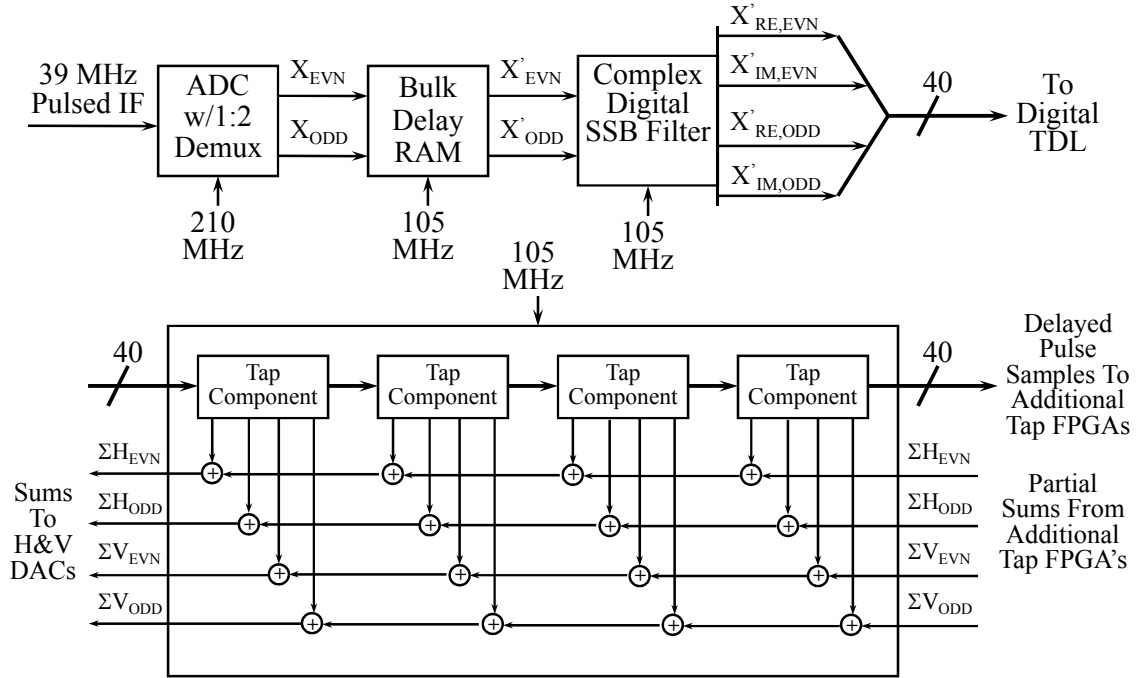 39 MHz
Pulsed IF
ADC
w/1:2
Demux
210
MHz
X_EVN
X_ODD
Bulk
Delay
RAM
105
MHz
X'_EVN
X'_ODD
Complex
Digital
SSB Filter
105
MHz
X'_RE,EVN
X'_IM,EVN
X'_RE,ODD
X'_IM,ODD
40
To
Digital
TDL
105
MHz
40
Tap
Component
Tap
Component
Tap
Component
Tap
Component
40
Delayed
Pulse
Samples To
Additional
Tap FPGAs
Sums
To
H&V
DACs
ΣH_EVN
ΣH_ODD
ΣV_EVN
ΣV_ODD
+ + + +
+ + + +
+ + + +
+ + + +
ΣH_EVN
ΣH_ODD
ΣV_EVN
ΣV_ODD
Partial
Sums From
Additional
Tap FPGA's